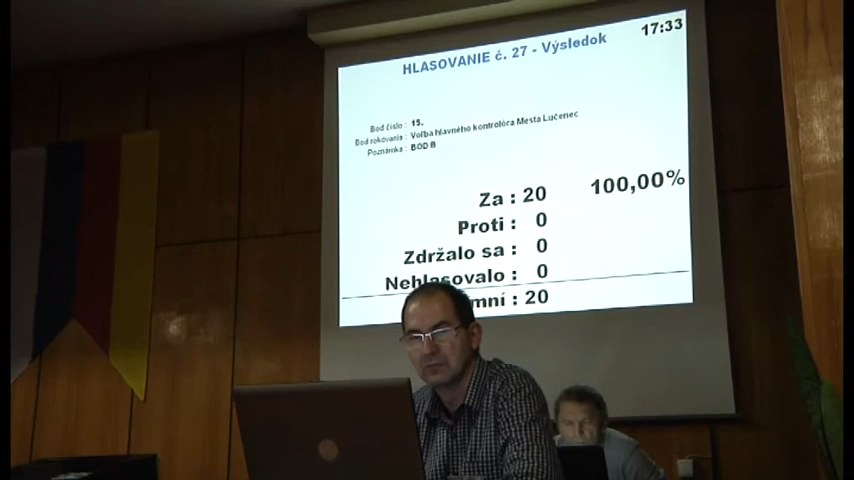 17:33
HLASOVANIE č. 27 - Výsledok
Bod číslo : 15.
Bod rokovania : Voľba hlavného kontrolóra Mesta Lučenec
Poznámka : BOD B
Za : 20 100,00%
Proti : 0
Zdržalo sa : 0
Nehlasovalo : 0
mní : 20